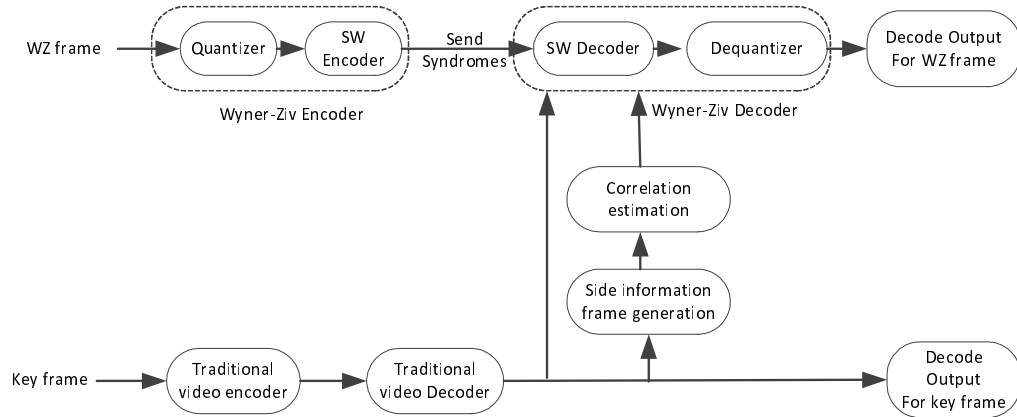 WZ frame
Quantizer
SW
Encoder
Send
Syndromes
SW Decoder
Dequantizer
Decode Output
For WZ frame
Wyner-Ziv Encoder
Wyner-Ziv Decoder
Correlation
estimation
Side information
frame generation
Key frame
Traditional
video encoder
Traditional
video Decoder
Decode
Output
For key frame